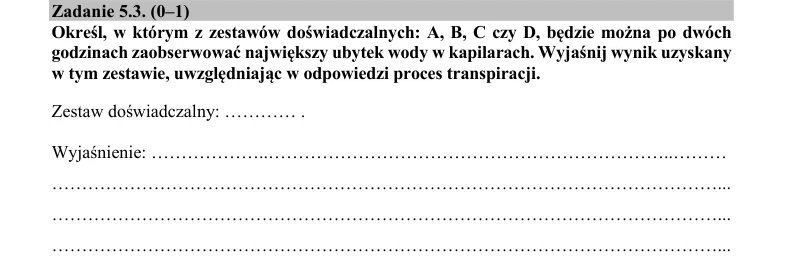 Zadanie 5.3. (0–1)
Określ, w którym z zestawów doświadczalnych: A, B, C czy D, będzie można po dwóch
godzinach zaobserwować największy ubytek wody w kapilarach. Wyjaśnij wynik uzyskany
w tym zestawie, uwzględniając w odpowiedzi proces transpiracji.
Zestaw doświadczalny: ………… .
Wyjaśnienie: ………………..…………………………………………………………..………
…………………………………………………………………………………………………...
…………………………………………………………………………………………………...
…………………………………………………………………………………………………...